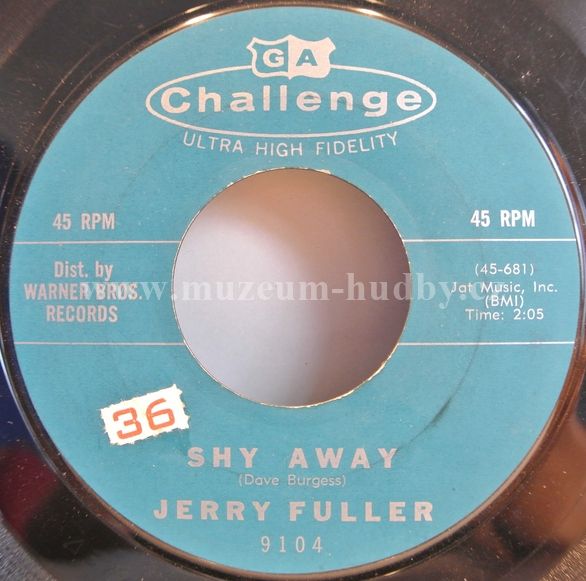 GA
Challenge
ULTRA HIGH FIDELITY
45 RPM
45 RPM
Dist. by
WARNER BROS.
RECORDS
(45-681)
Jat Music, Inc.
(BMI)
Time: 2:05
www.muzeum-hudby.cz
36
SHY AWAY
(Dave Burgess)
JERRY FULLER
9104